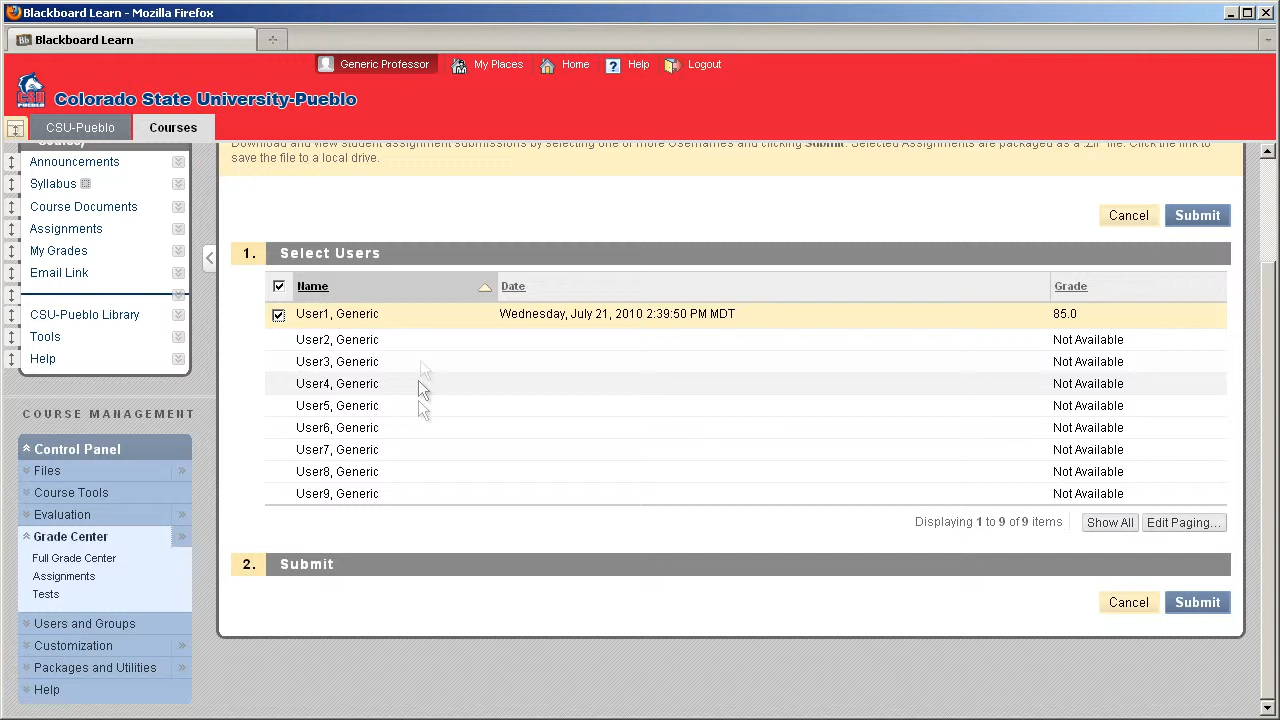 Blackboard Learn - Mozilla Firefox
Blackboard Learn
Generic Professor My Places Home Help Logout
CSU PUEBLO Colorado State University-Pueblo
CSU-Pueblo Courses
Announcements
Syllabus
Course Documents
Assignments
My Grades
Email Link
CSU-Pueblo Library
Tools
Help
COURSE MANAGEMENT
Control Panel
Files
Course Tools
Evaluation
Grade Center
Full Grade Center
Assignments
Tests
Users and Groups
Customization
Packages and Utilities
Help
Download and view student assignment submissions by selecting one or more Usernames and clicking Submit. Selected Assignments are packaged as a .ZIP file. Click the link to
save the file to a local drive.
Cancel Submit
1. Select Users
Name Date Grade
User1, Generic Wednesday, July 21, 2010 2:39:50 PM MDT 85.0
User2, Generic Not Available
User3, Generic Not Available
User4, Generic Not Available
User5, Generic Not Available
User6, Generic Not Available
User7, Generic Not Available
User8, Generic Not Available
User9, Generic Not Available
Displaying 1 to 9 of 9 items Show All Edit Paging...
2. Submit
Cancel Submit